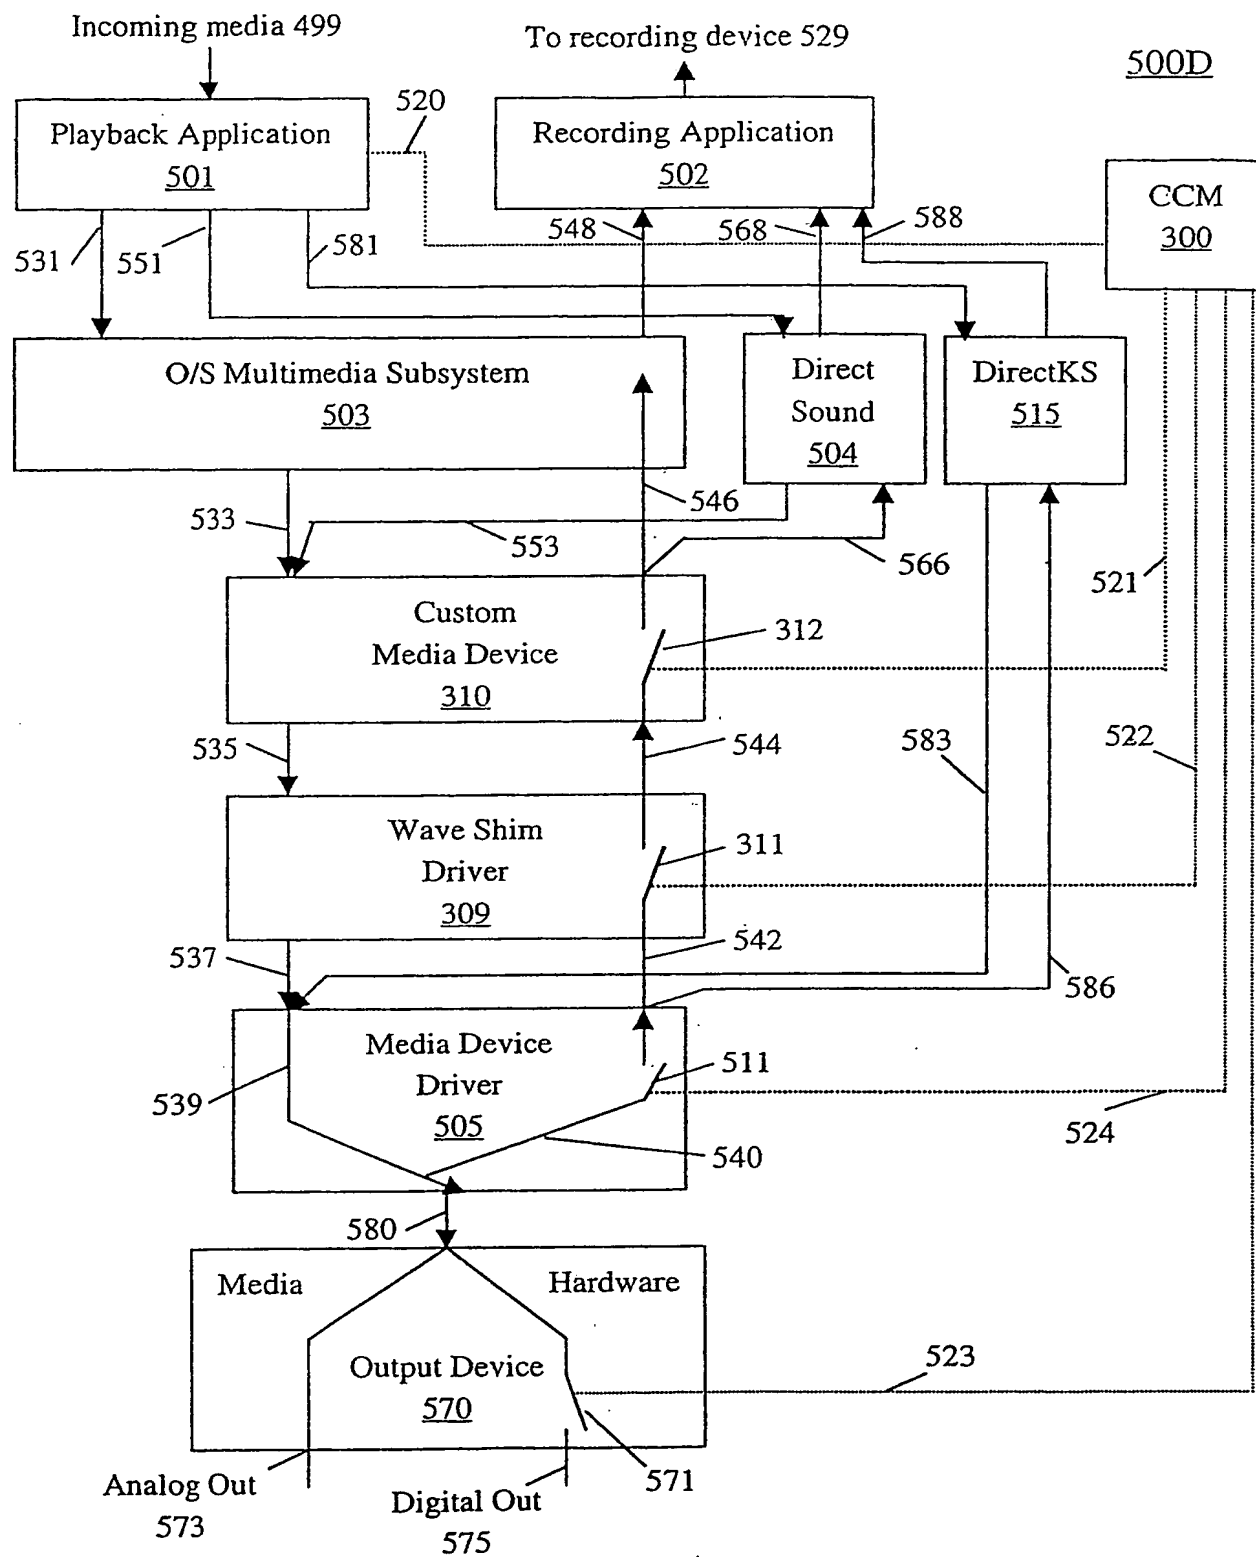 Incoming media 499
To recording device 529
500D
Playback Application
501
520
Recording Application
502
CCM
300
531
551
581
548
568
588
O/S Multimedia Subsystem
503
Direct
Sound
504
DirectKS
515
533
553
546
566
521
Custom
Media Device
310
312
535
544
583
522
Wave Shim
Driver
309
311
537
542
586
Media Device
Driver
505
511
539
540
524
580
Media
Hardware
Output Device
570
523
571
Analog Out
573
Digital Out
575